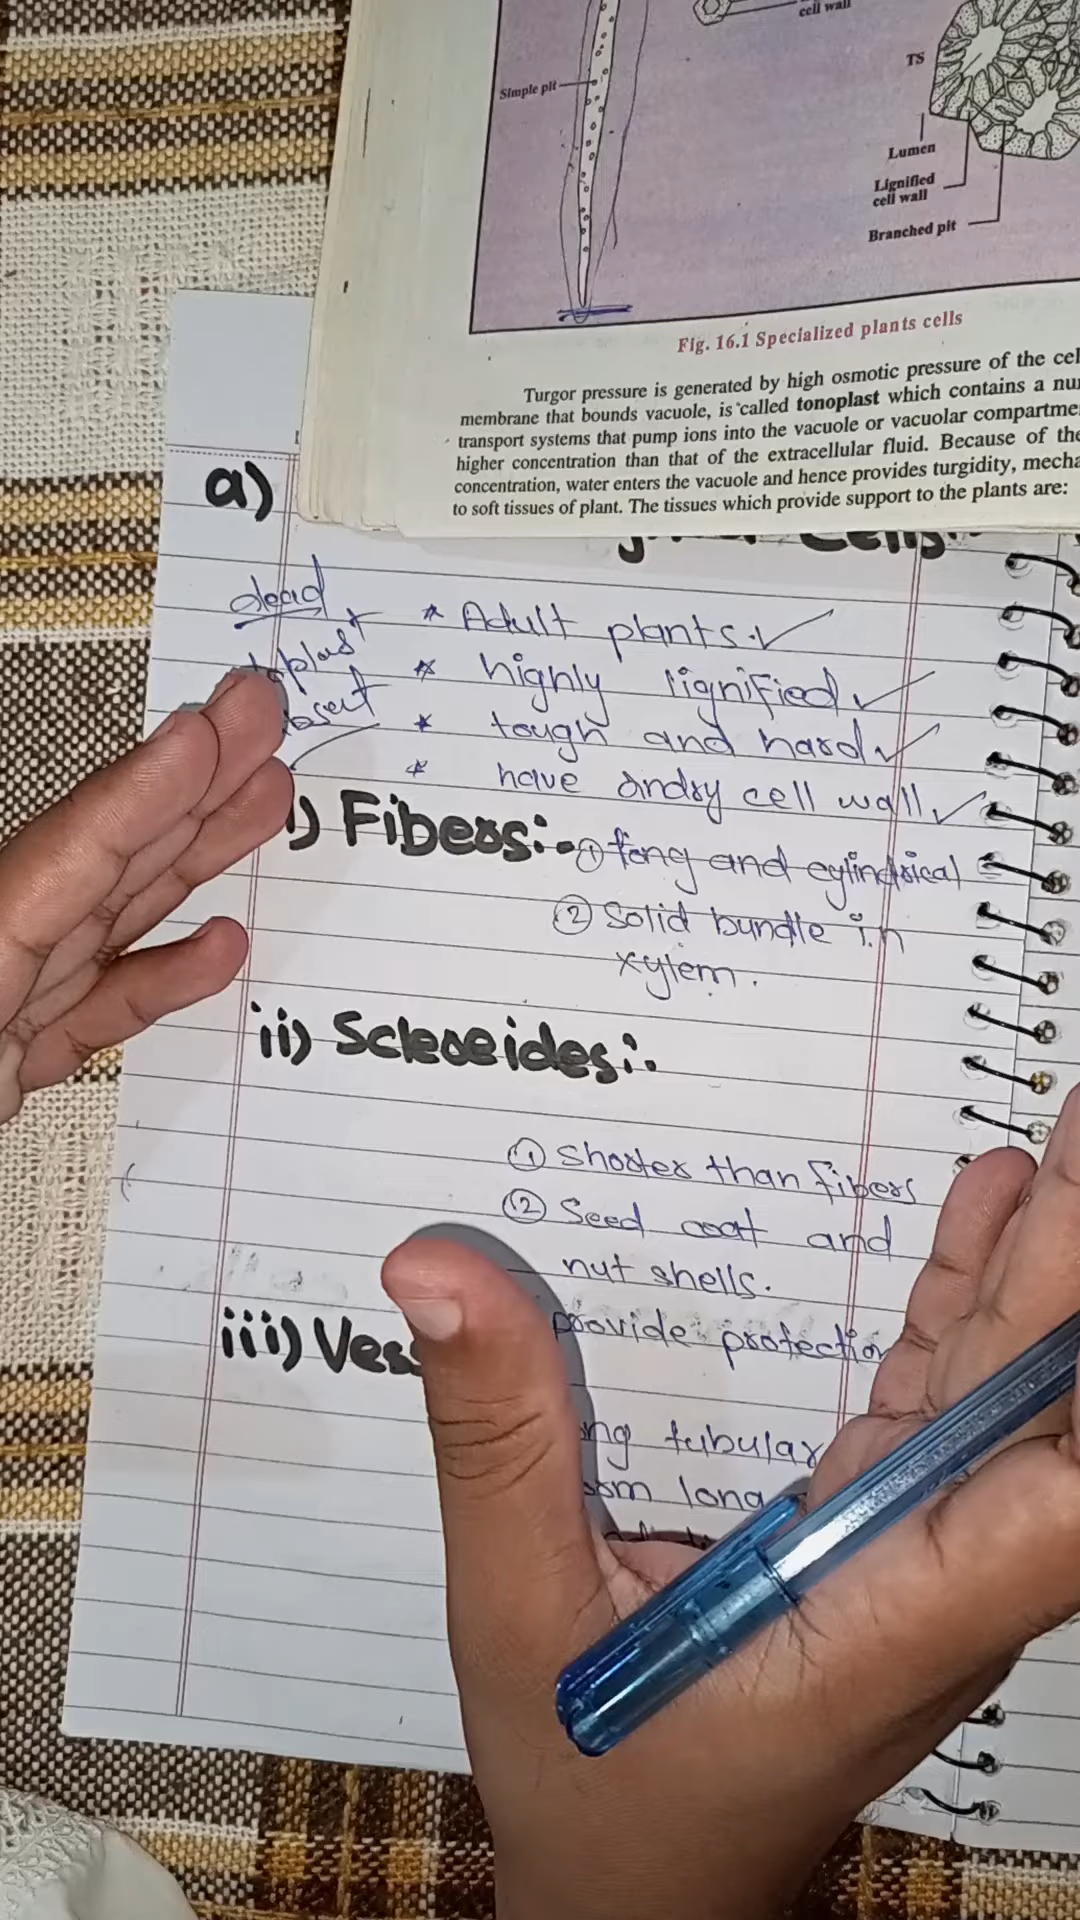 cell wall
TS
Simple pit
Lumen
Lignified
cell wall
Branched pit
Fig. 16.1 Specialized plants cells
Turgor pressure is generated by high osmotic pressure of the cel
membrane that bounds vacuole, is called tonoplast which contains a nu
transport systems that pump ions into the vacuole or vacuolar compartme
higher concentration than that of the extracellular fluid. Because of the
concentration, water enters the vacuole and hence provides turgidity, mecha
to soft tissues of plant. The tissues which provide support to the plants are:
a)
Cells
dead
* Adult plants.
plast
* highly lignified
* tough and hard
* have andry cell wall
i) Fibers:- ① long and cylindrical
② Solid bundle in
xylem.
ii) Sclereides:.
① Shorter than fibers
② Seed coat and
nut shells.
provide protection
iii) Vess
ng tubular
long